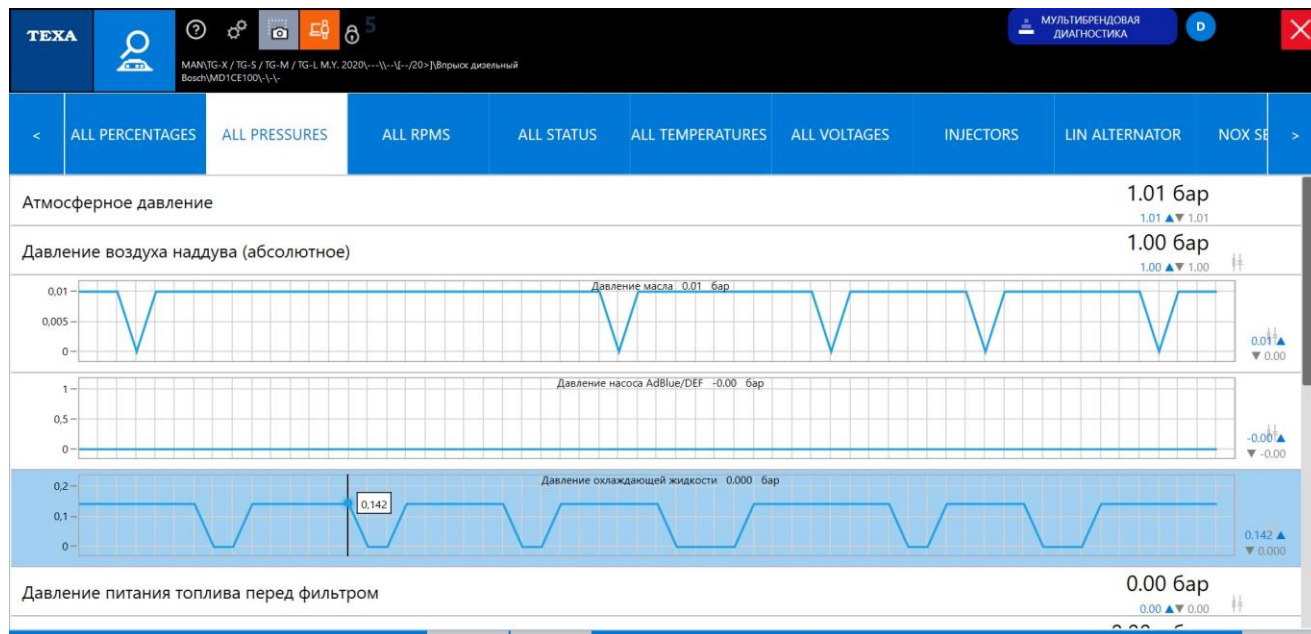 TEXA
5
MAN\TG-X / TG-S / TG-M / TG-L M.Y. 2020\---\\--\[--/20>]\Впрыск дизельный
Bosch\MD1CE100\-\-\-
МУЛЬТИБРЕНДОВАЯ
ДИАГНОСТИКА
D
< ALL PERCENTAGES ALL PRESSURES ALL RPMS ALL STATUS ALL TEMPERATURES ALL VOLTAGES INJECTORS LIN ALTERNATOR NOX SE >
Атмосферное давление 1.01 бар
1.01 ▲▼ 1.01
Давление воздуха наддува (абсолютное) 1.00 бар
1.00 ▲▼ 1.00
Давление масла 0.01 бар
0,01
0,005
0
0.01 ▲
▼ 0.00
Давление насоса AdBlue/DEF -0.00 бар
1
0,5
0
-0.00 ▲
▼ -0.00
Давление охлаждающей жидкости 0.000 бар
0,2
0,142
0,1
0
0.142 ▲
▼ 0.000
Давление питания топлива перед фильтром 0.00 бар
0.00 ▲▼ 0.00